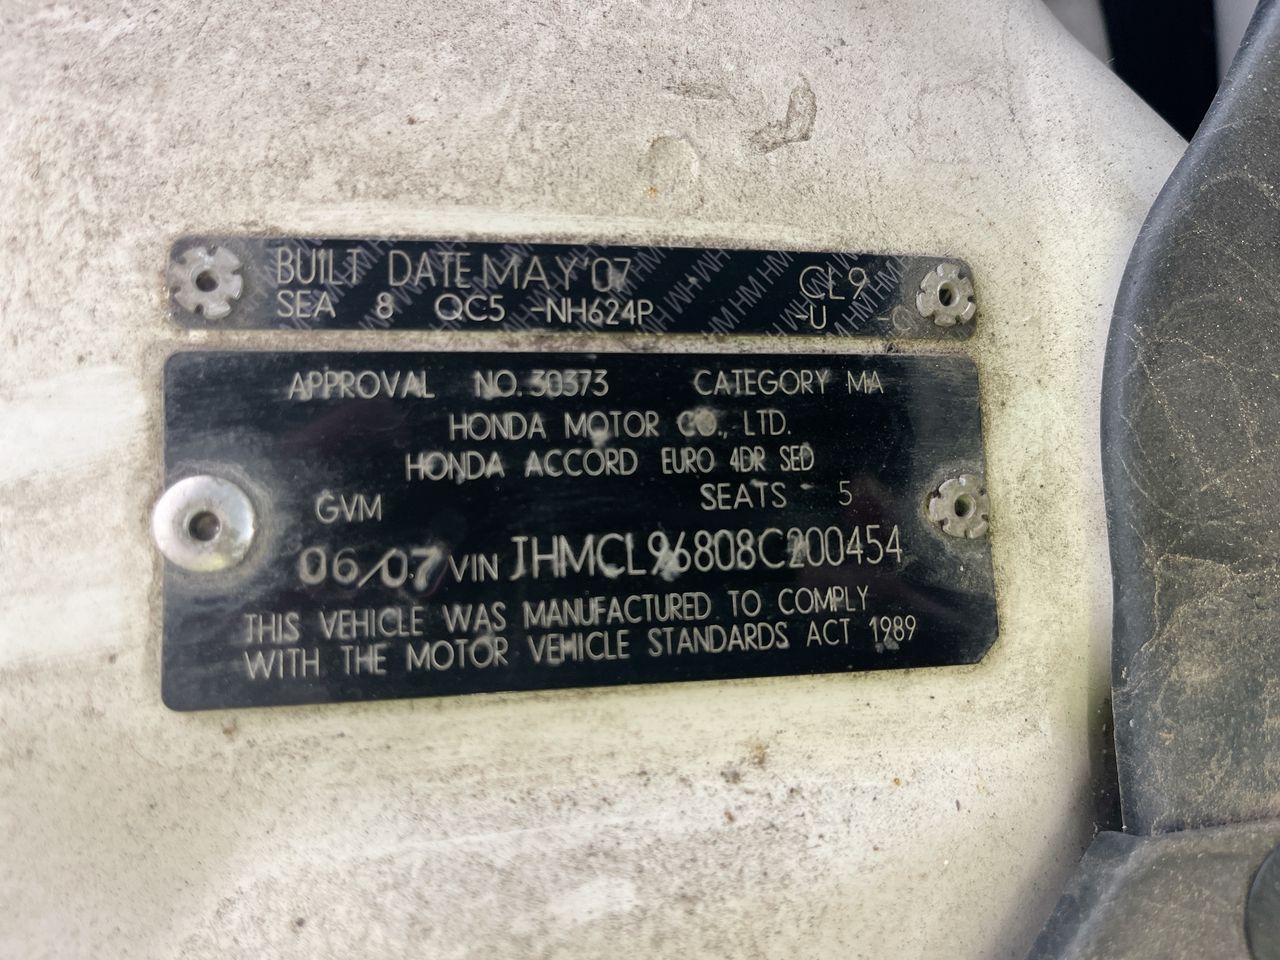 BUILT DATE MAY'07 CL9
SEA 8 QC5 -NH624P -U
APPROVAL NO. 30373 CATEGORY MA
HONDA MOTOR CO., LTD.
HONDA ACCORD EURO 4DR SED
GVM SEATS 5
06/07 VIN JHMCL96808C200454
THIS VEHICLE WAS MANUFACTURED TO COMPLY
WITH THE MOTOR VEHICLE STANDARDS ACT 1989